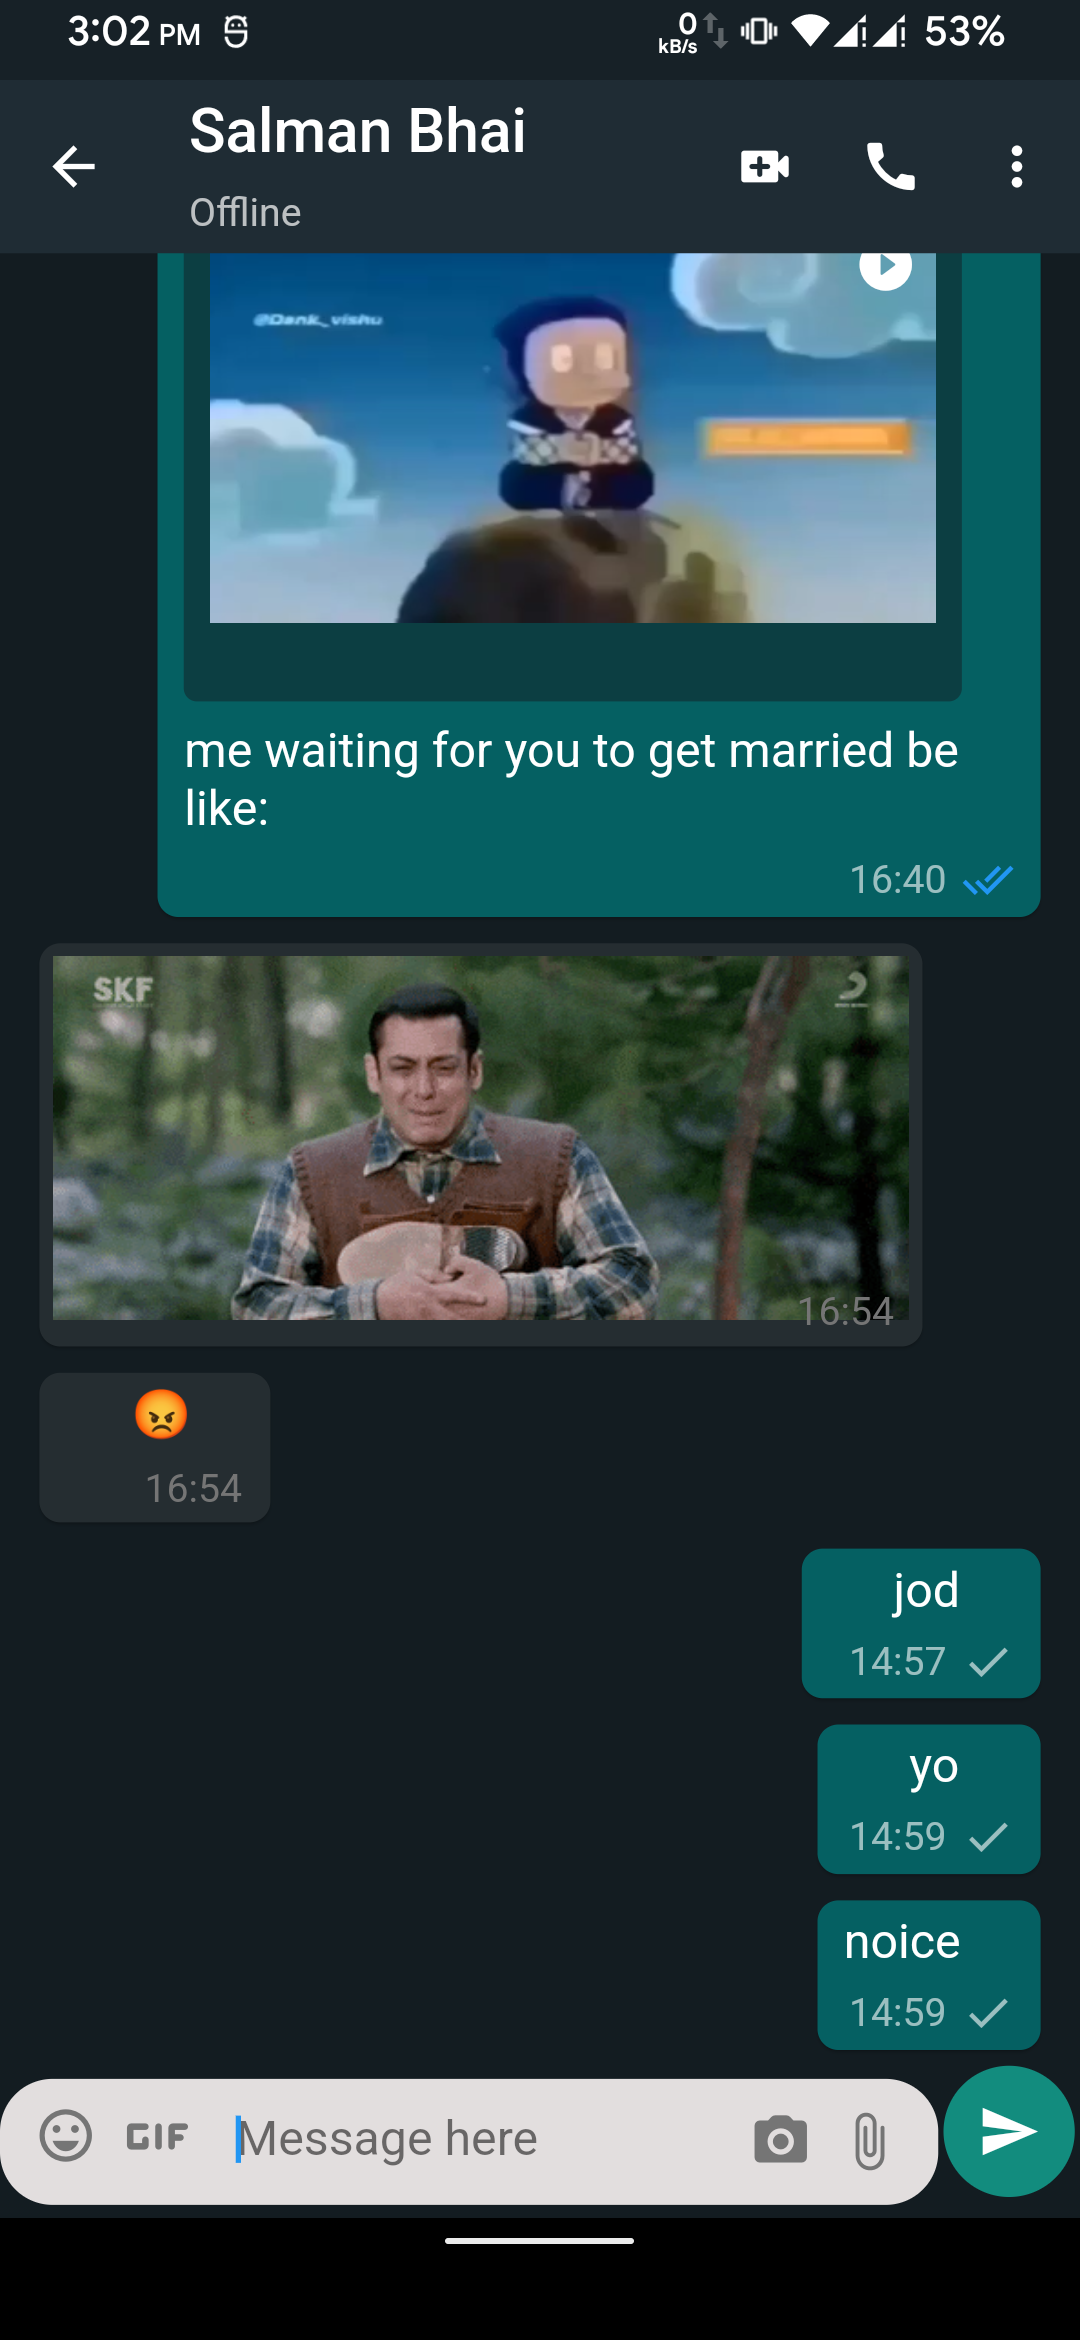 3:02 PM
0
kB/s
53%
Salman Bhai
Offline
@Dank_vishu
me waiting for you to get married be
like:
16:40
SKF
16:54
😡
16:54
jod
14:57
yo
14:59
noice
14:59
GIF
Message here